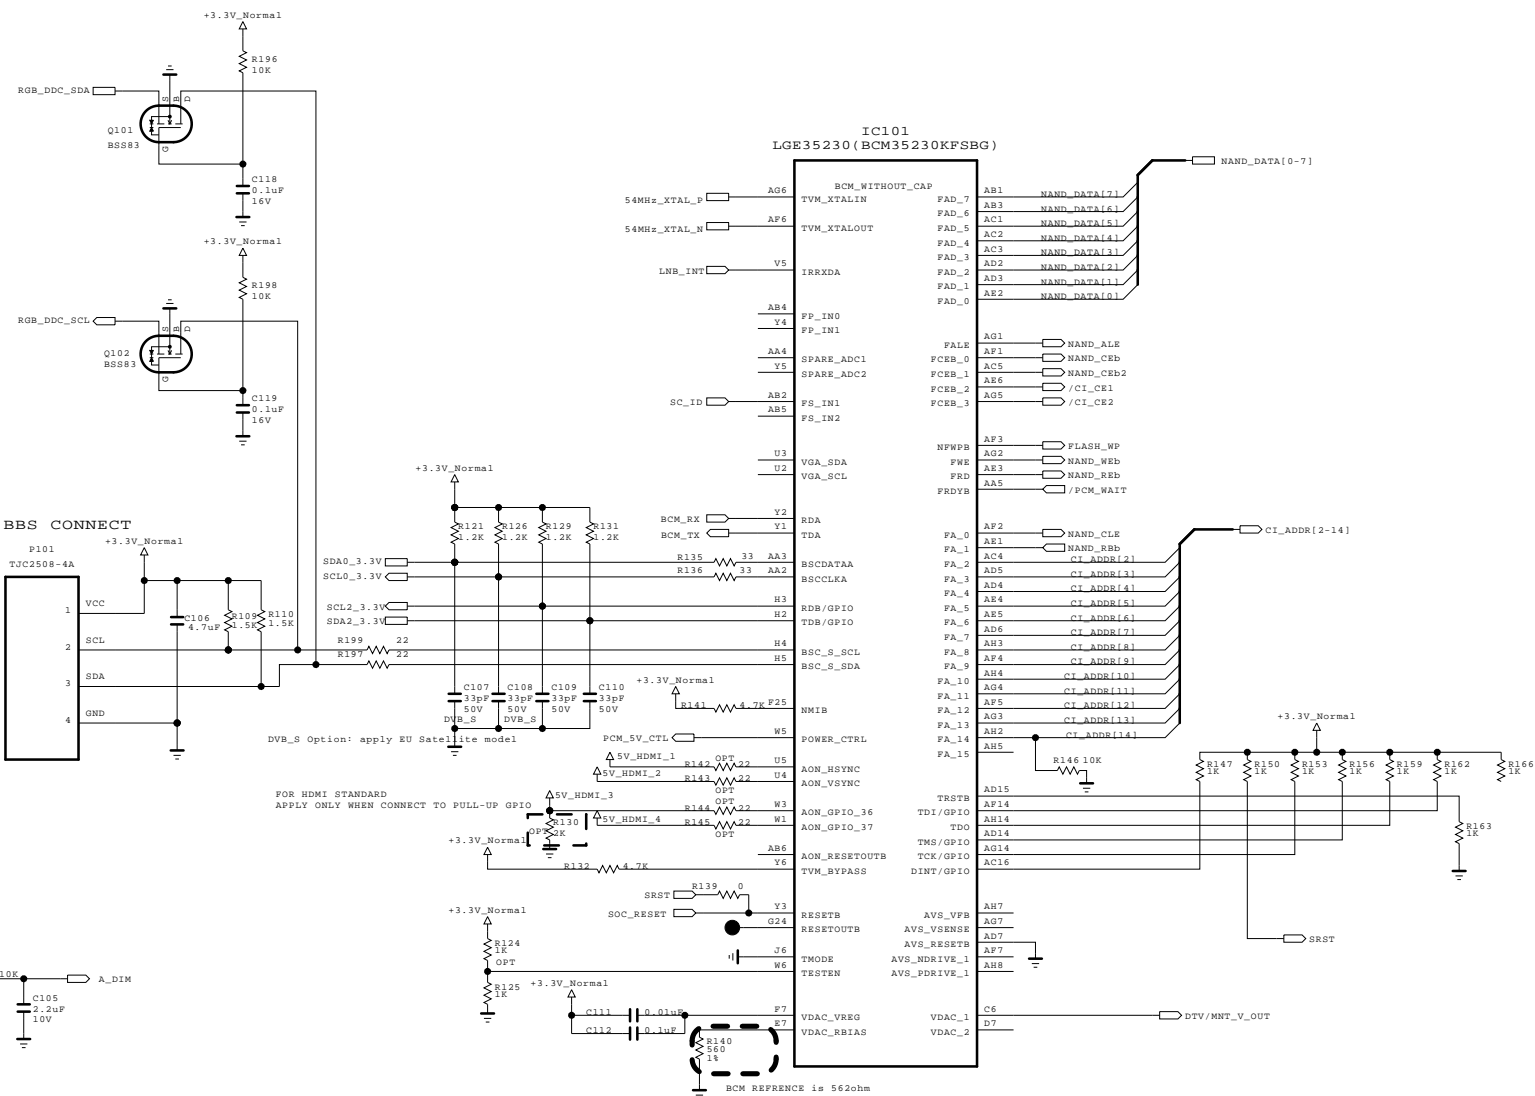 +3.3V_Normal
R196
10K
RGB_DDC_SDA
S
B
D
Q101
BSS83
G
C118
0.1uF
16V
+3.3V_Normal
R198
10K
RGB_DDC_SCL
S
B
D
Q102
BSS83
G
C119
0.1uF
16V
BBS CONNECT
P101
TJC2508-4A
+3.3V_Normal
1
VCC
2
SCL
3
SDA
4
GND
C106
4.7uF
R109
1.5K
R110
1.5K
R199
22
R197
22
+3.3V_Normal
R121
1.2K
R126
1.2K
R129
1.2K
R131
1.2K
SDA0_3.3V
SCL0_3.3V
SCL2_3.3V
SDA2_3.3V
R135
33
R136
33
C107
33pF
50V
DVB_S
C108
33pF
50V
DVB_S
C109
33pF
50V
C110
33pF
50V
DVB_S Option: apply EU Satellite model
+3.3V_Normal
R141
4.7K
PCM_5V_CTL
5V_HDMI_1
R142
OPT
22
5V_HDMI_2
R143
22
OPT
FOR HDMI STANDARD
APPLY ONLY WHEN CONNECT TO PULL-UP GPIO
5V_HDMI_3
OPT
R144
22
R130
2K
OPT
5V_HDMI_4
R145
22
OPT
+3.3V_Normal
R132
4.7K
SRST
R139
0
SOC_RESET
+3.3V_Normal
R124
1K
OPT
R125
1K
+3.3V_Normal
C111
0.01uF
C112
0.1uF
R140
560
1%
BCM REFRENCE is 562ohm
10K
A_DIM
C105
2.2uF
10V
IC101
LGE35230(BCM35230KFSBG)
BCM_WITHOUT_CAP
54MHz_XTAL_P
AG6
TVM_XTALIN
54MHz_XTAL_N
AF6
TVM_XTALOUT
LNB_INT
V5
IRRXDA
AB4
FP_IN0
Y4
FP_IN1
AA4
SPARE_ADC1
Y5
SPARE_ADC2
SC_ID
AB2
FS_IN1
AB5
FS_IN2
U3
VGA_SDA
U2
VGA_SCL
BCM_RX
Y2
RDA
BCM_TX
Y1
TDA
AA3
BSCDATAA
AA2
BSCCLKA
H3
RDB/GPIO
H2
TDB/GPIO
H4
BSC_S_SCL
H5
BSC_S_SDA
F25
NMIB
W5
POWER_CTRL
U5
AON_HSYNC
U4
AON_VSYNC
W3
AON_GPIO_36
W1
AON_GPIO_37
AB6
AON_RESETOUTB
Y6
TVM_BYPASS
Y3
RESETB
G24
RESETOUTB
J6
TMODE
W6
TESTEN
F7
VDAC_VREG
E7
VDAC_RBIAS
FAD_7
AB1
NAND_DATA[7]
FAD_6
AB3
NAND_DATA[6]
FAD_5
AC1
NAND_DATA[5]
FAD_4
AC2
NAND_DATA[4]
FAD_3
AC3
NAND_DATA[3]
FAD_2
AD2
NAND_DATA[2]
FAD_1
AD3
NAND_DATA[1]
FAD_0
AE2
NAND_DATA[0]
NAND_DATA[0-7]
FALE
AG1
NAND_ALE
FCEB_0
AF1
NAND_CEb
FCEB_1
AC5
NAND_CEb2
FCEB_2
AE6
/CI_CE1
FCEB_3
AG5
/CI_CE2
NFWPB
AF3
FLASH_WP
FWE
AG2
NAND_WEb
FRD
AE3
NAND_REb
FRDYB
AA5
/PCM_WAIT
FA_0
AF2
NAND_CLE
FA_1
AE1
NAND_RBb
FA_2
AC4
CI_ADDR[2]
FA_3
AD5
CI_ADDR[3]
FA_4
AD4
CI_ADDR[4]
FA_5
AE4
CI_ADDR[5]
FA_6
AE5
CI_ADDR[6]
FA_7
AD6
CI_ADDR[7]
FA_8
AH3
CI_ADDR[8]
FA_9
AF4
CI_ADDR[9]
FA_10
AH4
CI_ADDR[10]
FA_11
AG4
CI_ADDR[11]
FA_12
AF5
CI_ADDR[12]
FA_13
AG3
CI_ADDR[13]
FA_14
AH2
CI_ADDR[14]
FA_15
AH5
CI_ADDR[2-14]
R146 10K
+3.3V_Normal
R147
1K
R150
1K
R153
1K
R156
1K
R159
1K
R162
1K
R166
1K
TRSTB
AD15
TDI/GPIO
AF14
TDO
AH14
TMS/GPIO
AD14
TCK/GPIO
AG14
DINT/GPIO
AC16
R163
1K
AVS_VFB
AH7
AVS_VSENSE
AG7
AVS_RESETB
AD7
AVS_NDRIVE_1
AF7
AVS_PDRIVE_1
AH8
SRST
VDAC_1
C6
DTV/MNT_V_OUT
VDAC_2
D7